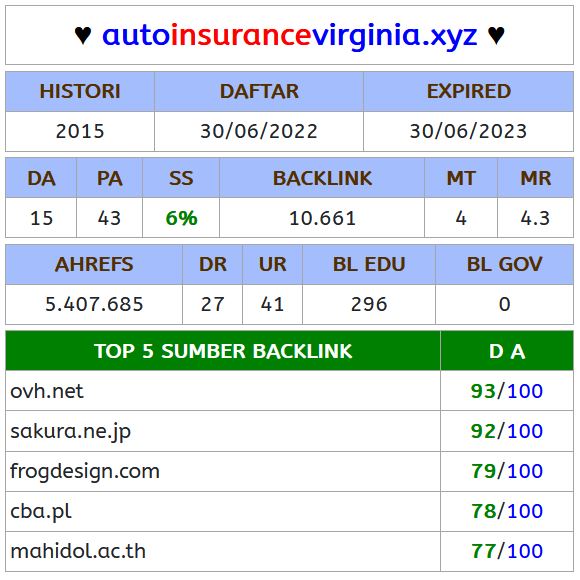 ♥ autoinsurancevirginia.xyz ♥
HISTORI DAFTAR EXPIRED
2015 30/06/2022 30/06/2023
DA PA SS BACKLINK MT MR
15 43 6% 10.661 4 4.3
AHREFS DR UR BL EDU BL GOV
5.407.685 27 41 296 0
TOP 5 SUMBER BACKLINK D A
ovh.net 93/100
sakura.ne.jp 92/100
frogdesign.com 79/100
cba.pl 78/100
mahidol.ac.th 77/100